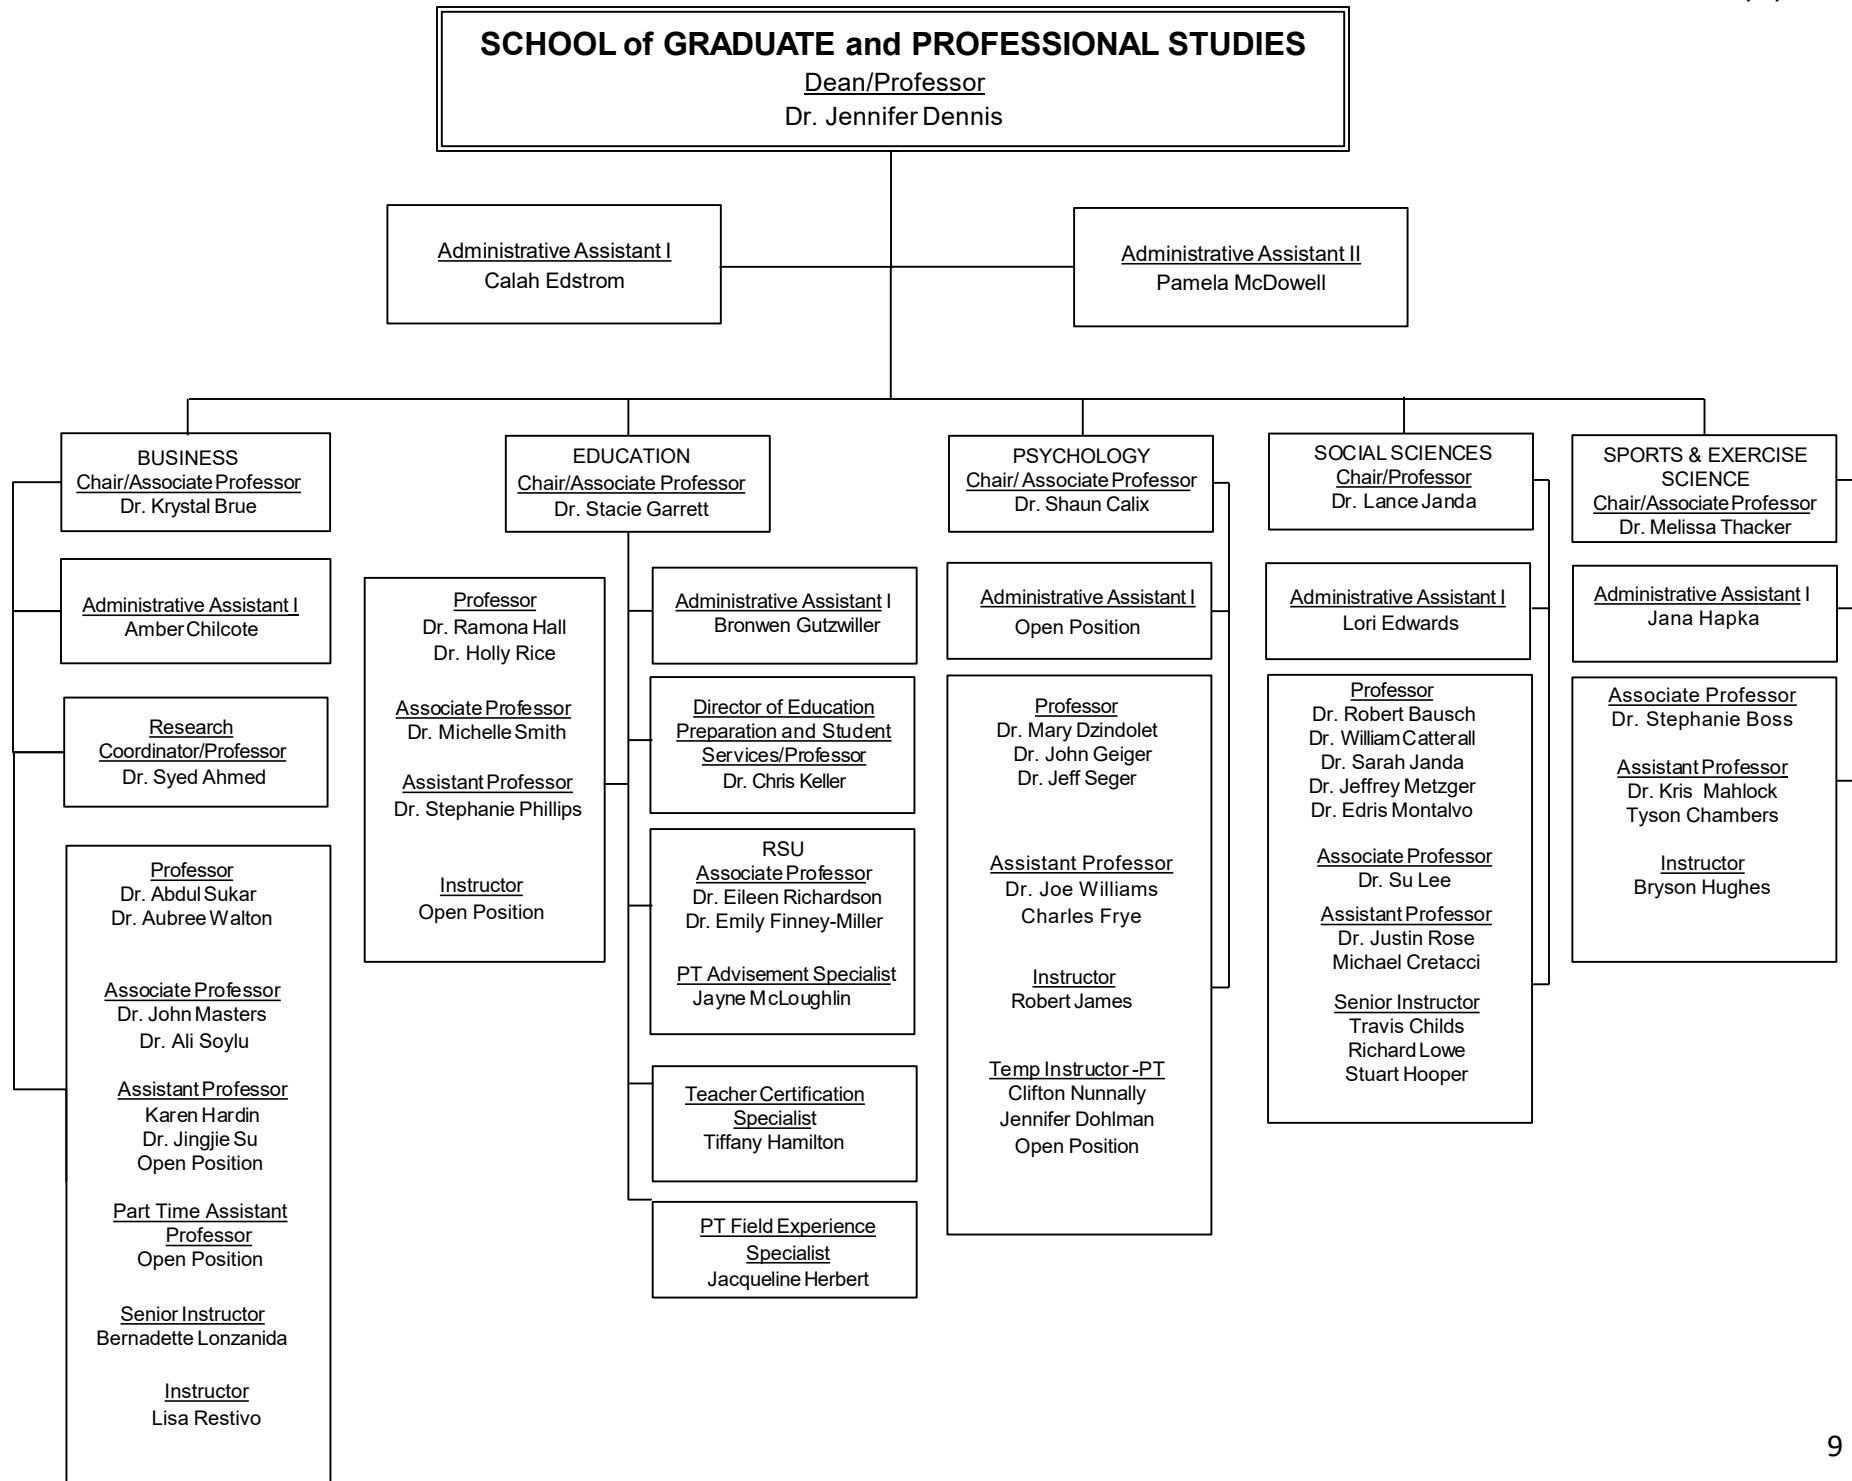 SCHOOL of GRADUATE and PROFESSIONAL STUDIES
Dean/Professor
Dr. Jennifer Dennis
Administrative Assistant I
Calah Edstrom
Administrative Assistant II
Pamela McDowell
BUSINESS
Chair/Associate Professor
Dr. Krystal Brue
Administrative Assistant I
Amber Chilcote
Research
Coordinator/Professor
Dr. Syed Ahmed
Professor
Dr. Abdul Sukar
Dr. Aubree Walton
Associate Professor
Dr. John Masters
Dr. Ali Soylu
Assistant Professor
Karen Hardin
Dr. Jingjie Su
Open Position
Part Time Assistant
Professor
Open Position
Senior Instructor
Bernadette Lonzanida
Instructor
Lisa Restivo
EDUCATION
Chair/Associate Professor
Dr. Stacie Garrett
Professor
Dr. Ramona Hall
Dr. Holly Rice
Associate Professor
Dr. Michelle Smith
Assistant Professor
Dr. Stephanie Phillips
Instructor
Open Position
Administrative Assistant I
Bronwen Gutzwiller
Director of Education
Preparation and Student
Services/Professor
Dr. Chris Keller
RSU
Associate Professor
Dr. Eileen Richardson
Dr. Emily Finney-Miller
PT Advisement Specialist
Jayne McLoughlin
Teacher Certification
Specialist
Tiffany Hamilton
PT Field Experience
Specialist
Jacqueline Herbert
PSYCHOLOGY
Chair/ Associate Professor
Dr. Shaun Calix
Administrative Assistant I
Open Position
Professor
Dr. Mary Dzindolet
Dr. John Geiger
Dr. Jeff Seger
Assistant Professor
Dr. Joe Williams
Charles Frye
Instructor
Robert James
Temp Instructor -PT
Clifton Nunnally
Jennifer Dohlman
Open Position
SOCIAL SCIENCES
Chair/Professor
Dr. Lance Janda
Administrative Assistant I
Lori Edwards
Professor
Dr. Robert Bausch
Dr. William Catterall
Dr. Sarah Janda
Dr. Jeffrey Metzger
Dr. Edris Montalvo
Associate Professor
Dr. Su Lee
Assistant Professor
Dr. Justin Rose
Michael Cretacci
Senior Instructor
Travis Childs
Richard Lowe
Stuart Hooper
SPORTS & EXERCISE
SCIENCE
Chair/Associate Professor
Dr. Melissa Thacker
Administrative Assistant I
Jana Hapka
Associate Professor
Dr. Stephanie Boss
Assistant Professor
Dr. Kris Mahlock
Tyson Chambers
Instructor
Bryson Hughes
9